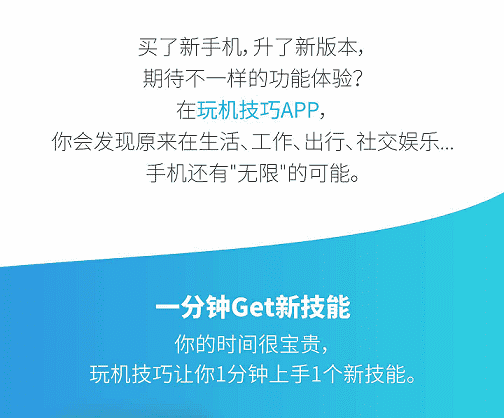 买了新手机，升了新版本，
期待不一样的功能体验？
在玩机技巧APP，
你会发现原来在生活、工作、出行、社交娱乐...
手机还有"无限"的可能。
一分钟Get新技能
你的时间很宝贵，
玩机技巧让你1分钟上手1个新技能。